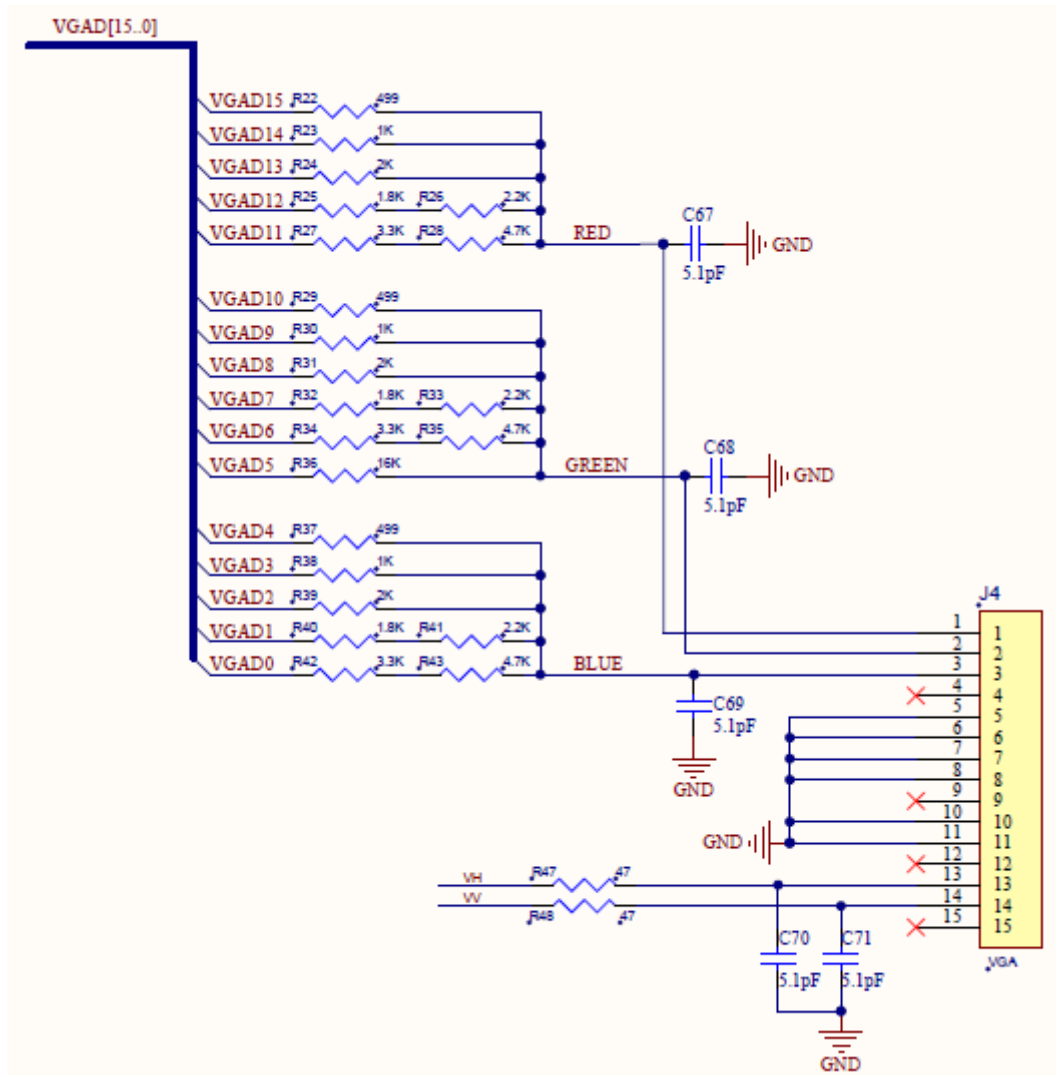 VGAD[15..0]
VGAD15 R22 499
VGAD14 R23 1K
VGAD13 R24 2K
VGAD12 R25 1.8K R26 2.2K
VGAD11 R27 3.3K R28 4.7K RED
C67
5.1pF
GND
VGAD10 R29 499
VGAD9 R30 1K
VGAD8 R31 2K
VGAD7 R32 1.8K R33 2.2K
VGAD6 R34 3.3K R35 4.7K
VGAD5 R36 16K GREEN
C68
5.1pF
GND
VGAD4 R37 499
VGAD3 R38 1K
VGAD2 R39 2K
VGAD1 R40 1.8K R41 2.2K
VGAD0 R42 3.3K R43 4.7K BLUE
C69
5.1pF
GND
J4
1 1
2 2
3 3
4 4
5 5
6 6
7 7
8 8
9 9
10 10
11 11
12 12
13 13
14 14
15 15
VGA
GND
VH R47 47
VV R48 47
C70
5.1pF
C71
5.1pF
GND